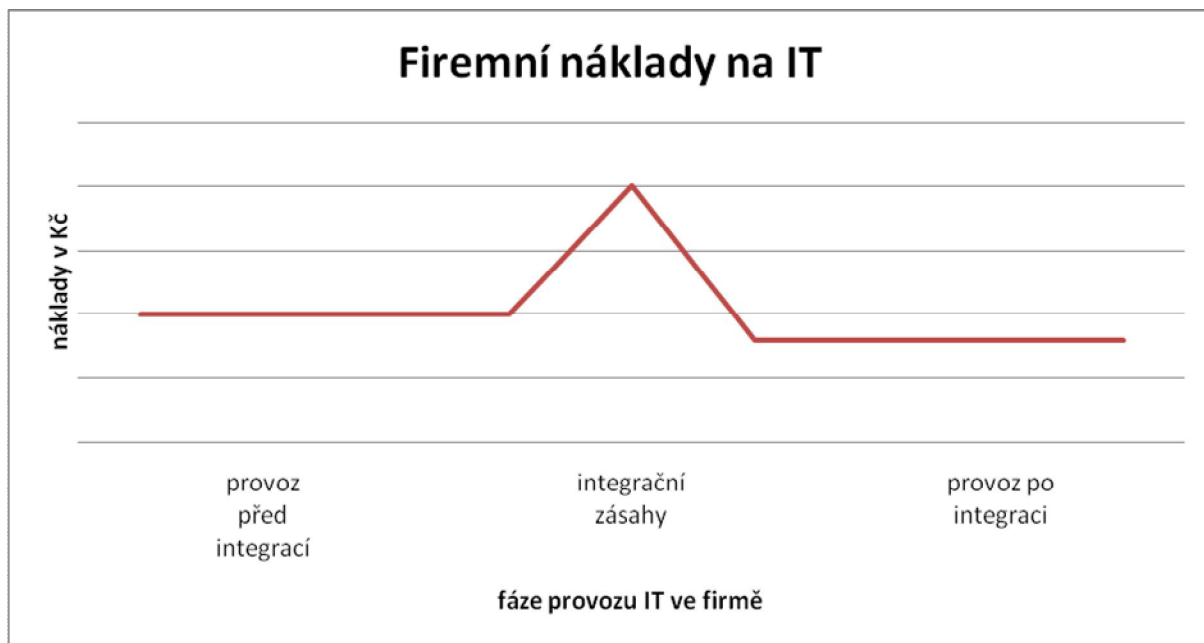 Firemní náklady na IT
náklady v Kč
provoz
před
integrací
integrační
zásahy
provoz po
integraci
fáze provozu IT ve firmě